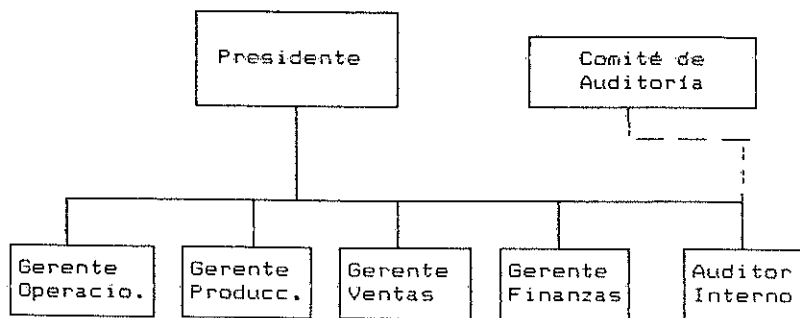 Presidente
Comité de
Auditoría
Gerente
Operacio.
Gerente
Producc.
Gerente
Ventas
Gerente
Finanzas
Auditor
Interno